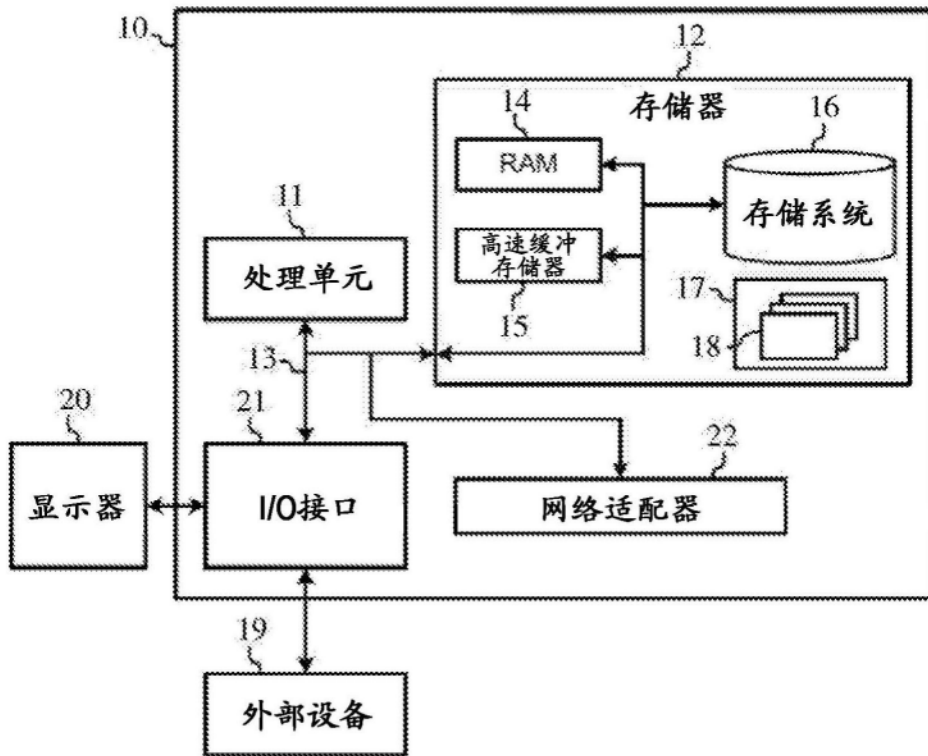 10
12
存储器
14
RAM
16
存储系统
11
处理单元
高速缓冲
存储器
15
17
18
13
20
21
22
显示器
I/O接口
网络适配器
19
外部设备